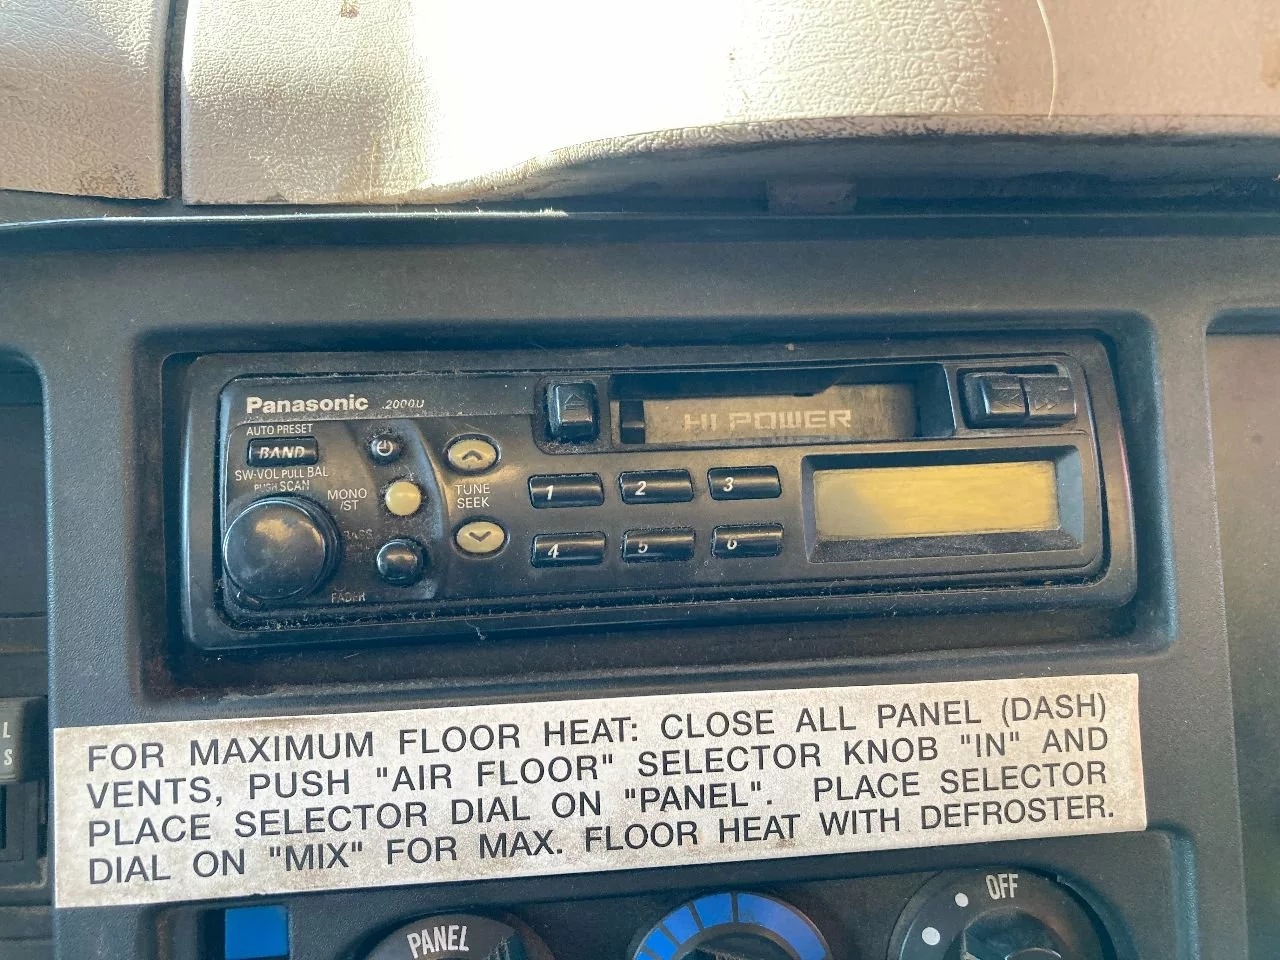 Panasonic 2000U
AUTO PRESET
BAND
SW-VOL PULL BAL
PUSH SCAN
MONO
/ST
TUNE
SEEK
FADER
HI POWER
1 2 3
4 5 6
L
S
FOR MAXIMUM FLOOR HEAT: CLOSE ALL PANEL (DASH)
VENTS, PUSH "AIR FLOOR" SELECTOR KNOB "IN" AND
PLACE SELECTOR DIAL ON "PANEL". PLACE SELECTOR
DIAL ON "MIX" FOR MAX. FLOOR HEAT WITH DEFROSTER.
PANEL
OFF